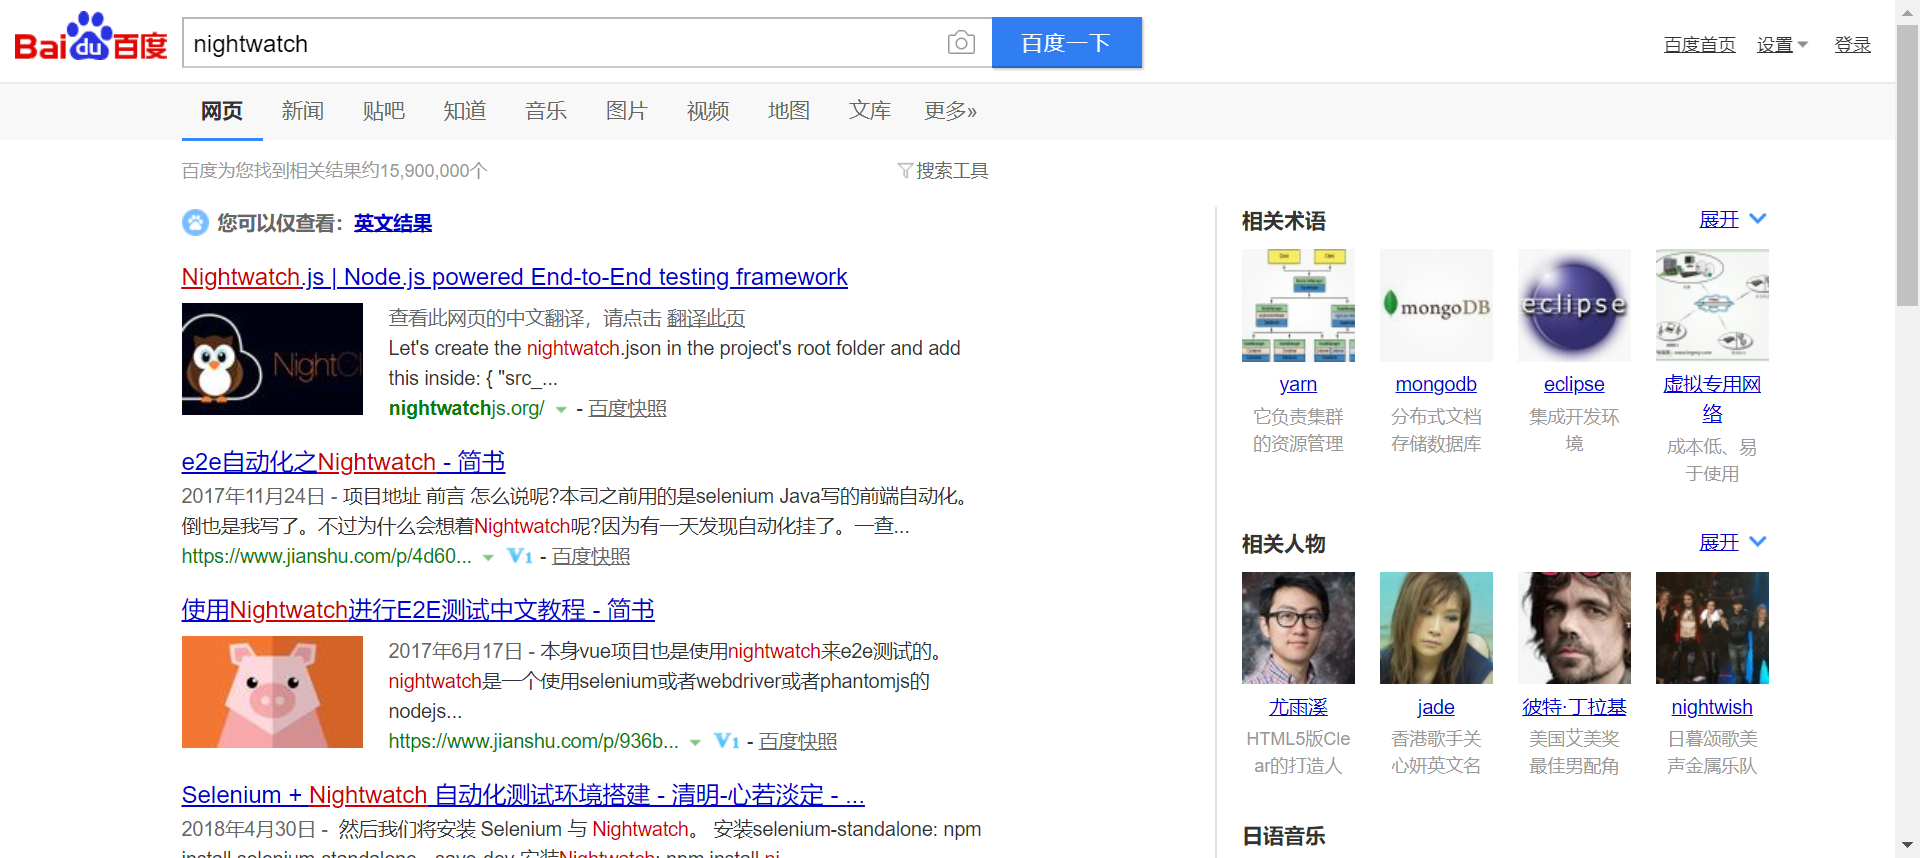 Baidu百度
nightwatch
百度一下
百度首页 设置 登录
网页 新闻 贴吧 知道 音乐 图片 视频 地图 文库 更多»
百度为您找到相关结果约15,900,000个
搜索工具
您可以仅查看：英文结果
Nightwatch.js | Node.js powered End-to-End testing framework
查看此网页的中文翻译，请点击 翻译此页
Let's create the nightwatch.json in the project's root folder and add
this inside: { "src_...
nightwatchjs.org/ - 百度快照
NightCl
e2e自动化之Nightwatch - 简书
2017年11月24日 - 项目地址 前言 怎么说呢?本司之前用的是selenium Java写的前端自动化。
倒也是我写了。不过为什么会想着Nightwatch呢?因为有一天发现自动化挂了。一查...
https://www.jianshu.com/p/4d60... V1 - 百度快照
使用Nightwatch进行E2E测试中文教程 - 简书
2017年6月17日 - 本身vue项目也是使用nightwatch来e2e测试的。
nightwatch是一个使用selenium或者webdriver或者phantomjs的
nodejs...
https://www.jianshu.com/p/936b... V1 - 百度快照
Selenium + Nightwatch 自动化测试环境搭建 - 清明-心若淡定 - ...
2018年4月30日 - 然后我们将安装 Selenium 与 Nightwatch。 安装selenium-standalone: npm
install selenium-standalone --save-dev 安装Nightwatch: npm install ni...
相关术语 展开
mongoDB
eclipse
yarn
它负责集群
的资源管理
mongodb
分布式文档
存储数据库
eclipse
集成开发环
境
虚拟专用网
络
成本低、易
于使用
相关人物 展开
尤雨溪
HTML5版Cle
ar的打造人
jade
香港歌手关
心妍英文名
彼特·丁拉基
美国艾美奖
最佳男配角
nightwish
日暮颂歌美
声金属乐队
日语音乐